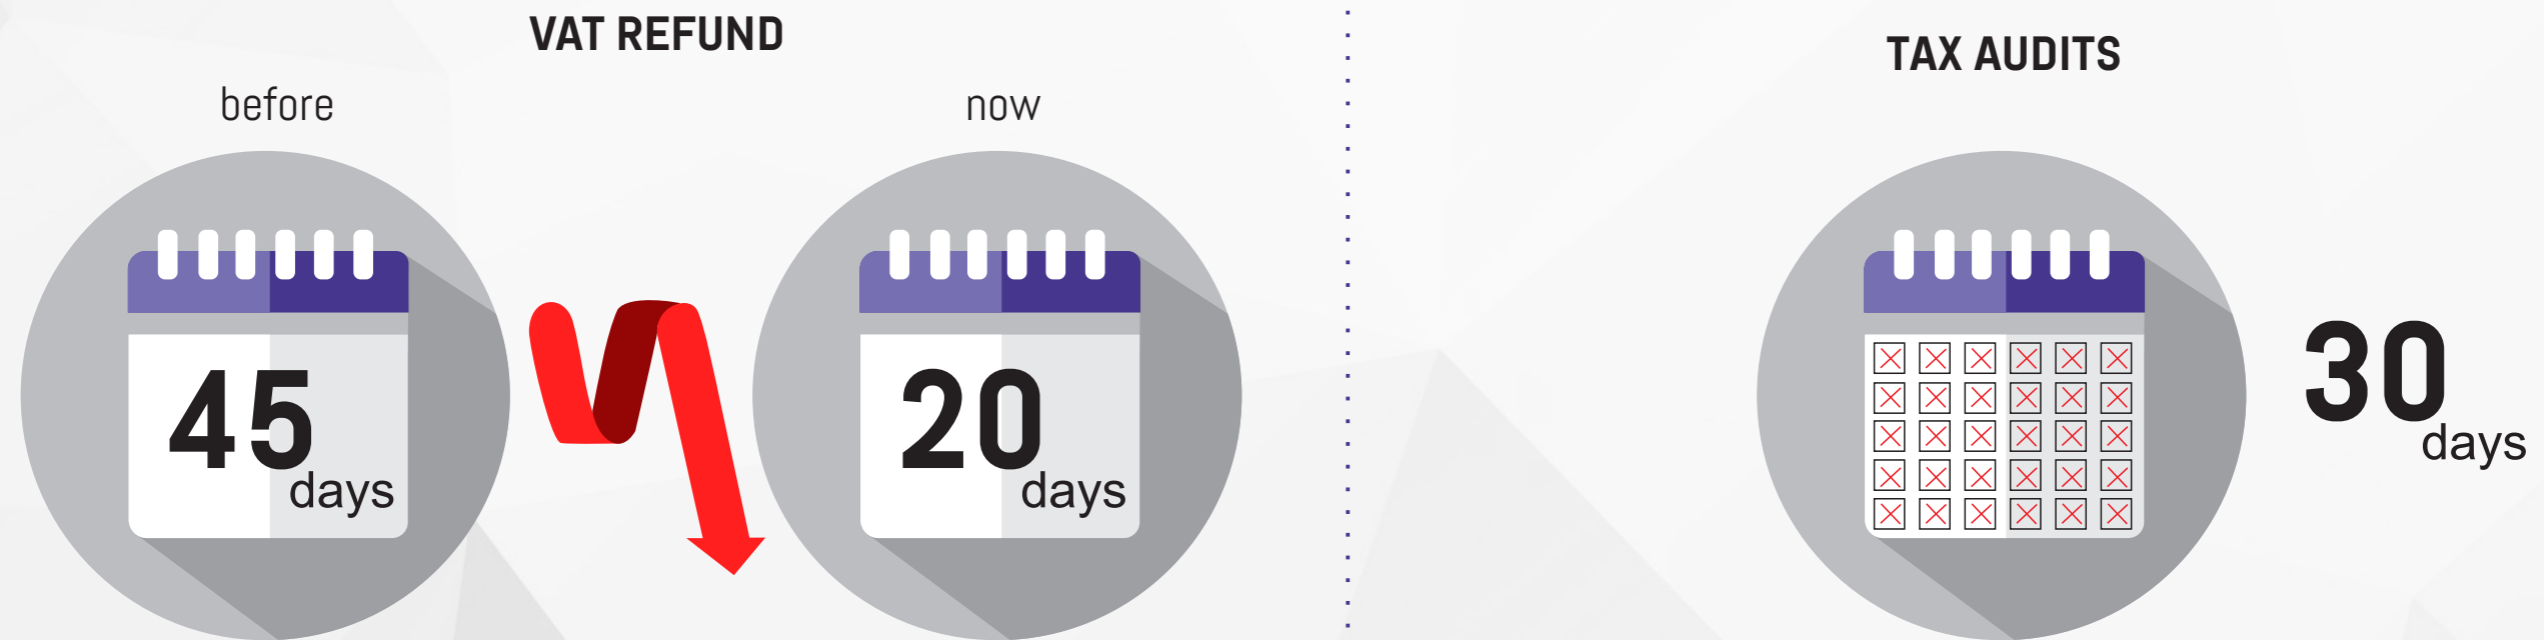 VAT REFUND
before
now
45
days
20
days
TAX AUDITS
30
days